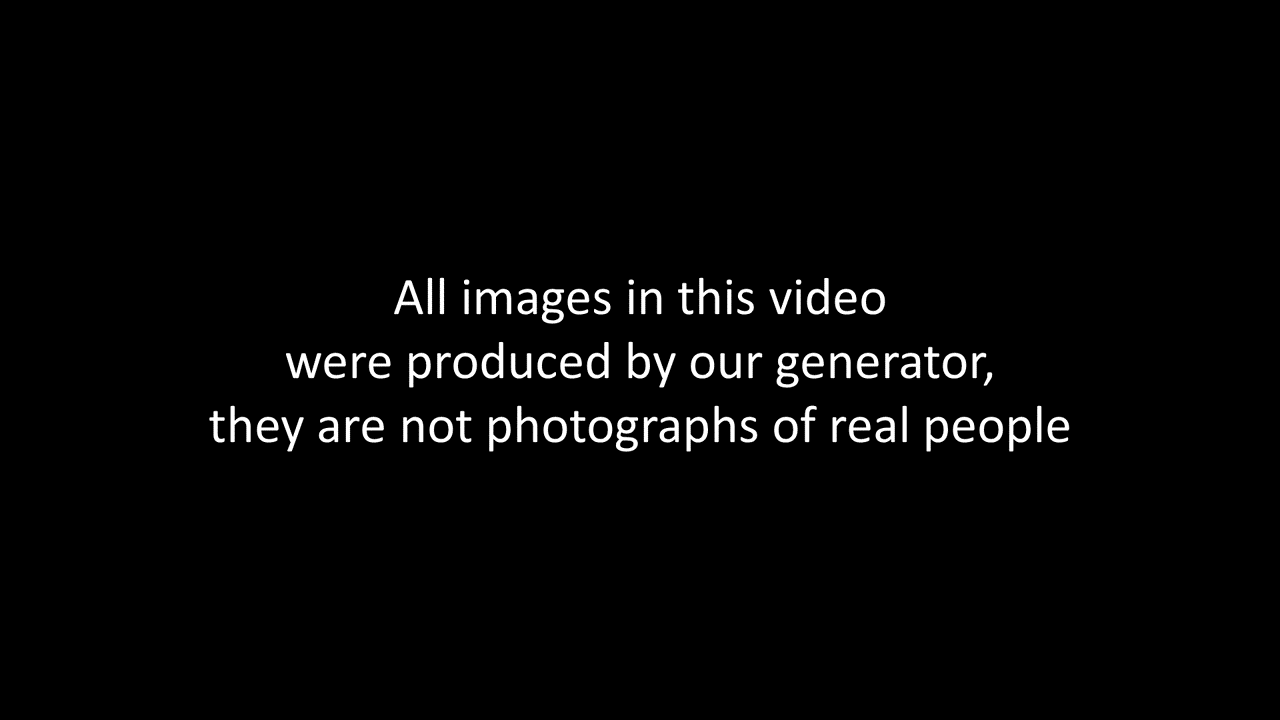 All images in this video
were produced by our generator,
they are not photographs of real people